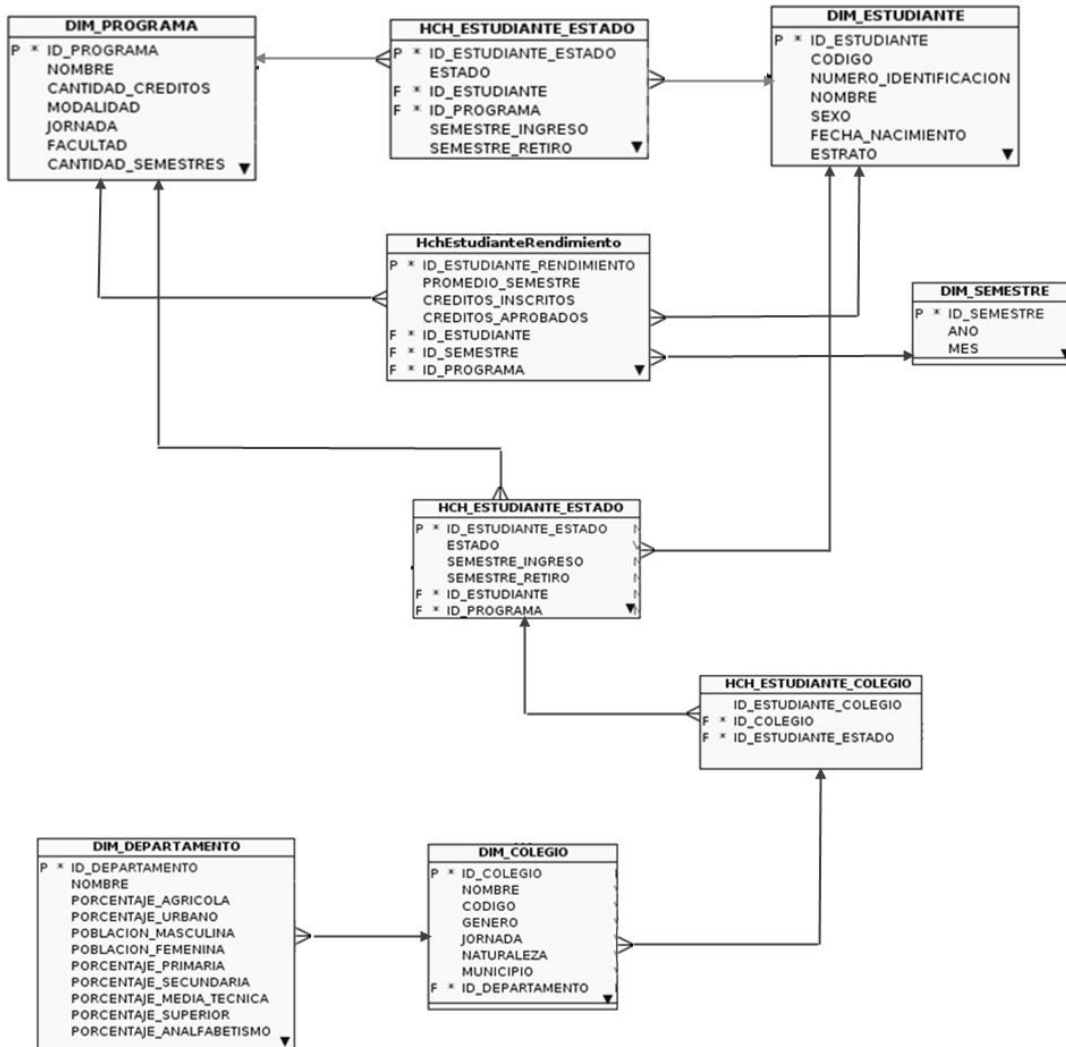 DIM_PROGRAMA
P * ID_PROGRAMA
NOMBRE
CANTIDAD_CREDITOS
MODALIDAD
JORNADA
FACULTAD
CANTIDAD_SEMESTRES
HCH_ESTUDIANTE_ESTADO
P * ID_ESTUDIANTE_ESTADO
ESTADO
F * ID_ESTUDIANTE
F * ID_PROGRAMA
SEMESTRE_INGRESO
SEMESTRE_RETIRO
DIM_ESTUDIANTE
P * ID_ESTUDIANTE
CODIGO
NUMERO_IDENTIFICACION
NOMBRE
SEXO
FECHA_NACIMIENTO
ESTRATO
HchEstudianteRendimiento
P * ID_ESTUDIANTE_RENDIMIENTO
PROMEDIO_SEMESTRE
CREDITOS_INSCRITOS
CREDITOS_APROBADOS
F * ID_ESTUDIANTE
F * ID_SEMESTRE
F * ID_PROGRAMA
DIM_SEMESTRE
P * ID_SEMESTRE
ANO
MES
HCH_ESTUDIANTE_ESTADO
P * ID_ESTUDIANTE_ESTADO
ESTADO
SEMESTRE_INGRESO
SEMESTRE_RETIRO
F * ID_ESTUDIANTE
F * ID_PROGRAMA
HCH_ESTUDIANTE_COLEGIO
ID_ESTUDIANTE_COLEGIO
F * ID_COLEGIO
F * ID_ESTUDIANTE_ESTADO
DIM_DEPARTAMENTO
P * ID_DEPARTAMENTO
NOMBRE
PORCENTAJE_AGRICOLA
PORCENTAJE_URBANO
POBLACION_MASCULINA
POBLACION_FEMENINA
PORCENTAJE_PRIMARIA
PORCENTAJE_SECUNDARIA
PORCENTAJE_MEDIA_TECNICA
PORCENTAJE_SUPERIOR
PORCENTAJE_ANALFABETISMO
DIM_COLEGIO
P * ID_COLEGIO
NOMBRE
CODIGO
GENERO
JORNADA
NATURALEZA
MUNICIPIO
F * ID_DEPARTAMENTO